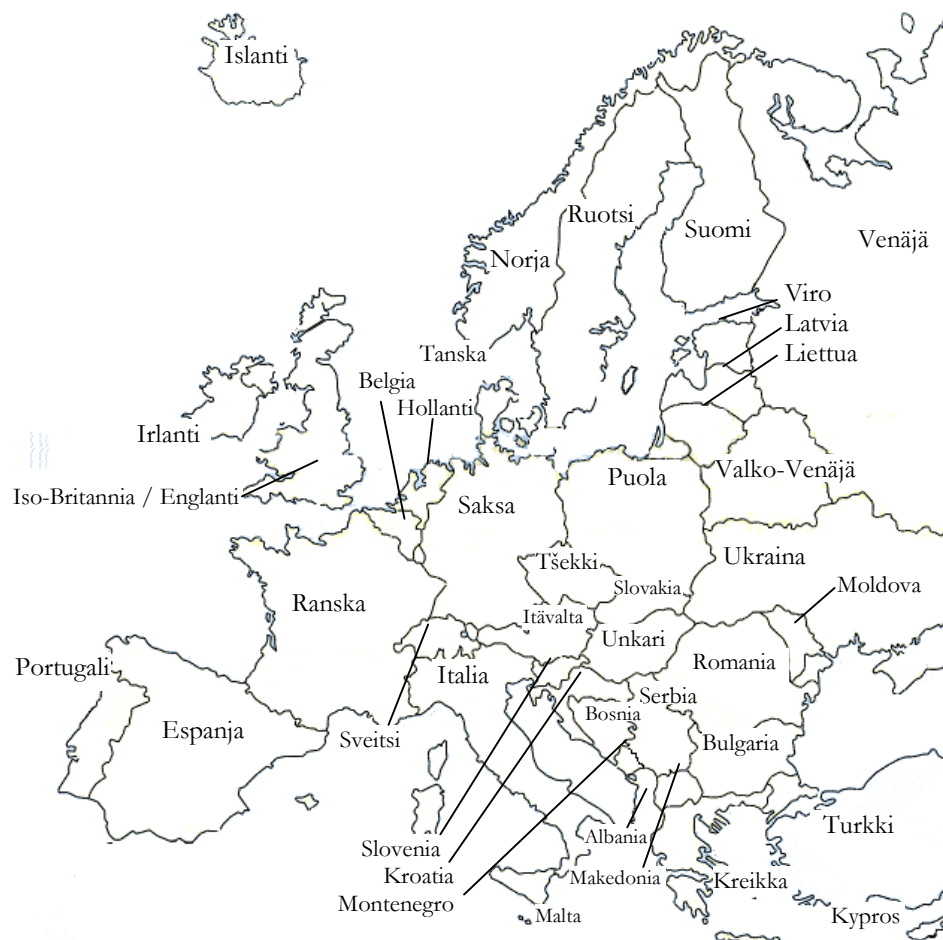 Islanti
Ruotsi
Suomi
Venäjä
Norja
Viro
Latvia
Liettua
Tanska
Belgia
Hollanti
Irlanti
Puola
Valko-Venäjä
Iso-Britannia / Englanti
Saksa
Ukraina
Tšekki
Slovakia
Moldova
Ranska
Itävalta
Unkari
Portugali
Italia
Romania
Serbia
Bosnia
Espanja
Sveitsi
Bulgaria
Turkki
Albania
Slovenia
Kroatia
Makedonia
Kreikka
Montenegro
Malta
Kypros